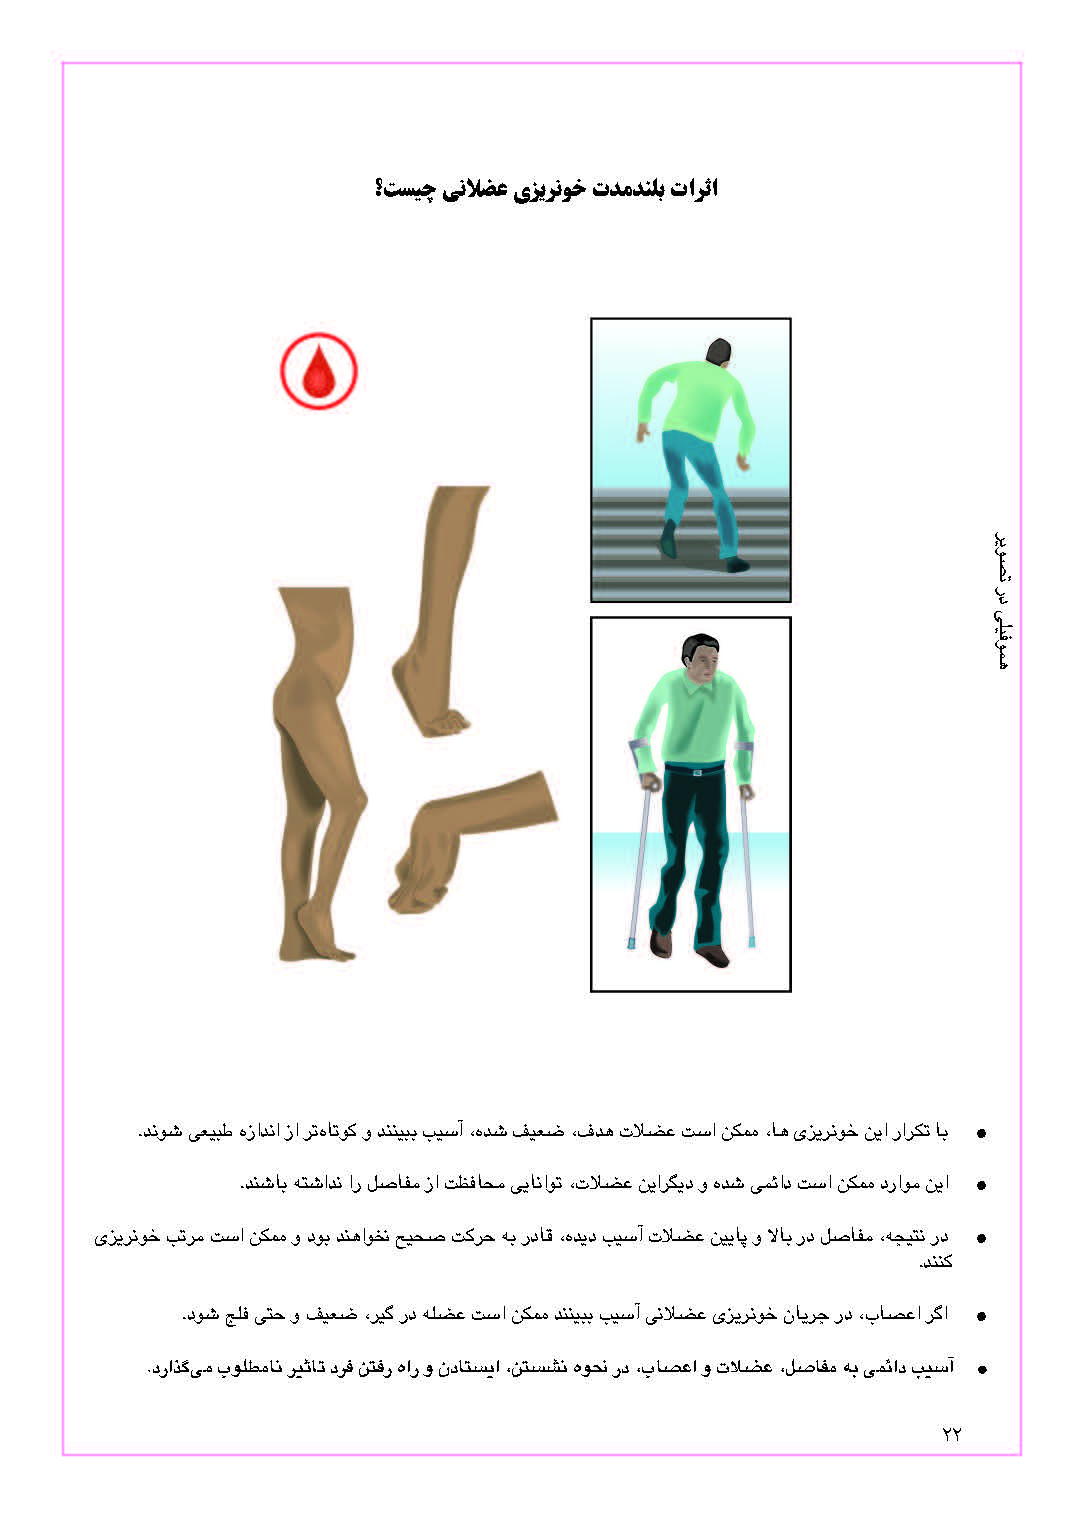 اثرات بلندمدت خونریزی عضلانی چیست؟
هموفیلی در تصویر
● با تکرار این خونریزی ها، ممکن است عضلات هدف، ضعیف شده، آسیب ببینند و کوتاه‌تر از اندازه طبیعی شوند.
● این موارد ممکن است دائمی شده و دیگراین عضلات، توانایی محافظت از مفاصل را نداشته باشند.
● در نتیجه، مفاصل در بالا و پایین عضلات آسیب دیده، قادر به حرکت صحیح نخواهند بود و ممکن است مرتب خونریزی
کنند.
● اگر اعصاب، در جریان خونریزی عضلانی آسیب ببینند ممکن است عضله در گیر، ضعیف و حتی فلج شود.
● آسیب دائمی به مفاصل، عضلات و اعصاب، در نحوه نشستن، ایستادن و راه رفتن فرد تاثیر نامطلوب می‌گذارد.
۲۲